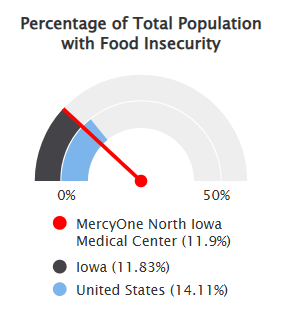 Percentage of Total Population
with Food Insecurity
0%
50%
MercyOne North Iowa
Medical Center (11.9%)
Iowa (11.83%)
United States (14.11%)